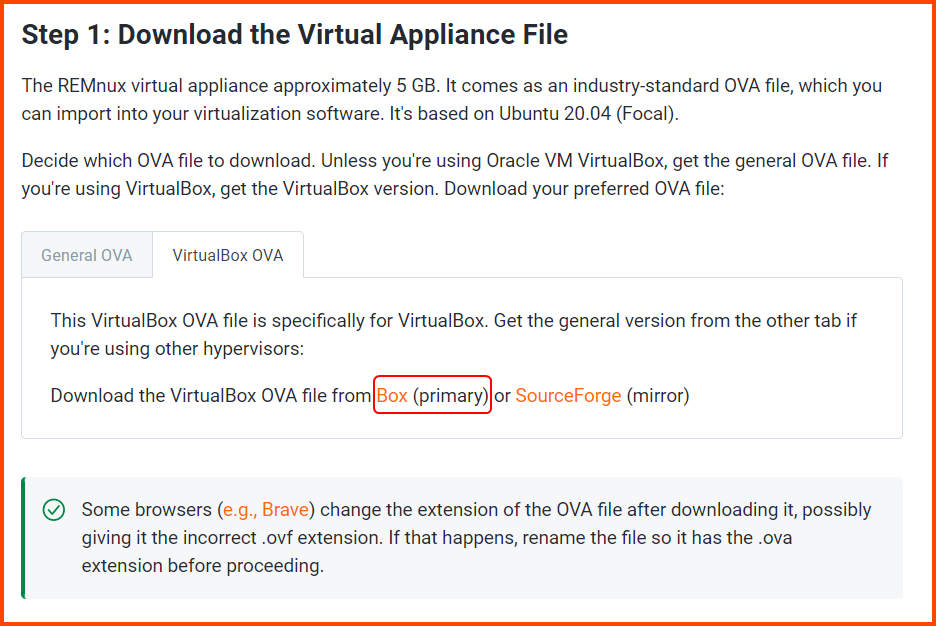 Step 1: Download the Virtual Appliance File
The REMnux virtual appliance approximately 5 GB. It comes as an industry-standard OVA file, which you
can import into your virtualization software. It's based on Ubuntu 20.04 (Focal).
Decide which OVA file to download. Unless you're using Oracle VM VirtualBox, get the general OVA file. If
you're using VirtualBox, get the VirtualBox version. Download your preferred OVA file:
General OVA
VirtualBox OVA
This VirtualBox OVA file is specifically for VirtualBox. Get the general version from the other tab if
you're using other hypervisors:
Download the VirtualBox OVA file from Box (primary) or SourceForge (mirror)
Some browsers (e.g., Brave) change the extension of the OVA file after downloading it, possibly
giving it the incorrect .ovf extension. If that happens, rename the file so it has the .ova
extension before proceeding.